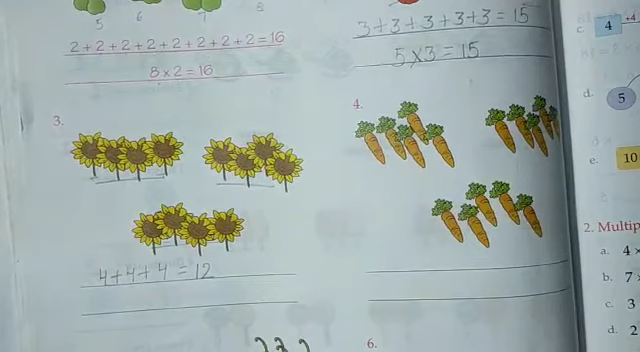 5 6 7 8
2+2+2+2+2+2+2+2=16
8×2=16
3+3+3+3+3=15
5×3=15
3.
4.
4+4+4=12
6.
c. 4 +4
d. 5
e. 10
2. Multip
a. 4×
b. 7
c. 3
d. 2